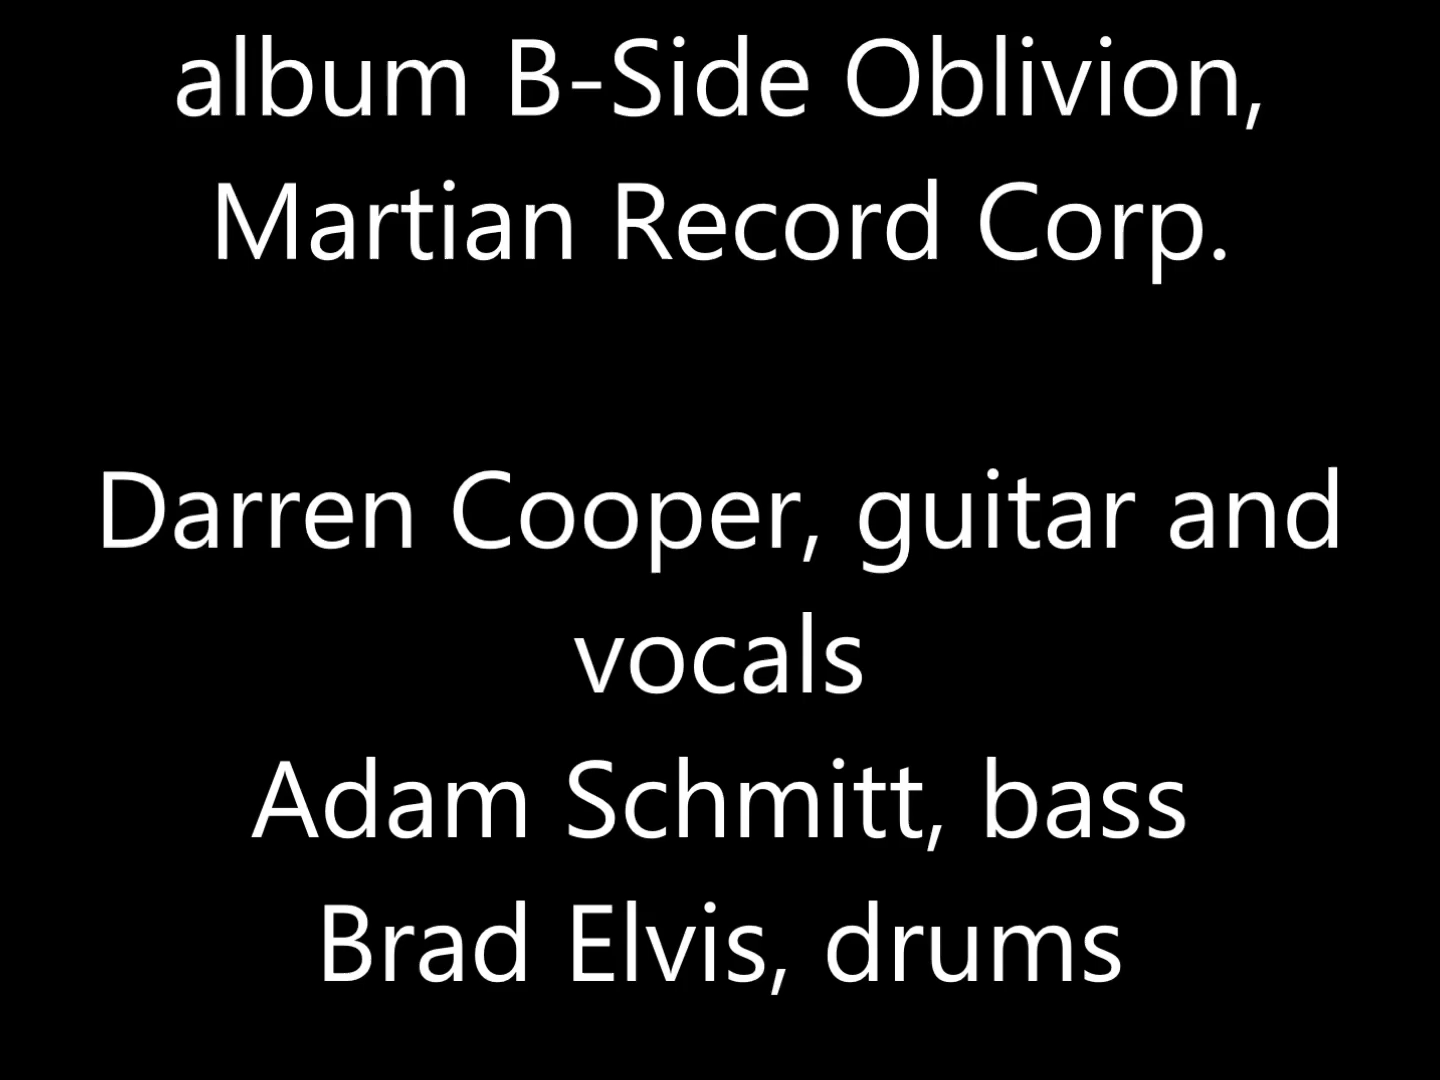 album B-Side Oblivion,
Martian Record Corp.
Darren Cooper, guitar and
vocals
Adam Schmitt, bass
Brad Elvis, drums